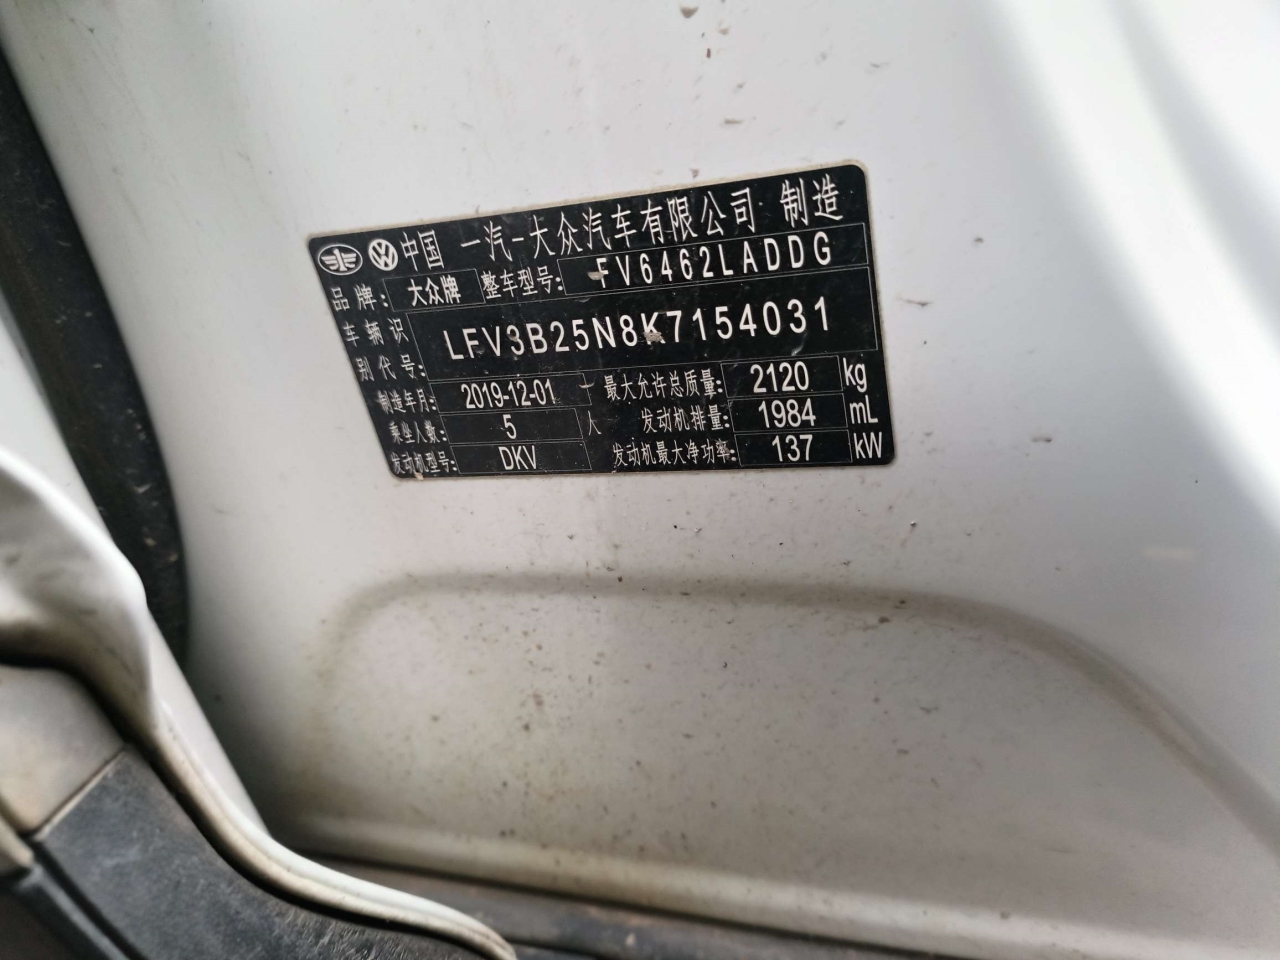 中国 一汽-大众汽车有限公司 制造
品牌: 大众牌 整车型号: FV6462LADDG
车辆识别代号: LFV3B25N8K7154031
制造年月: 2019-12-01 最大允许总质量: 2120 kg
乘坐人数: 5 人 发动机排量: 1984 mL
发动机型号: DKV 发动机最大净功率: 137 kW